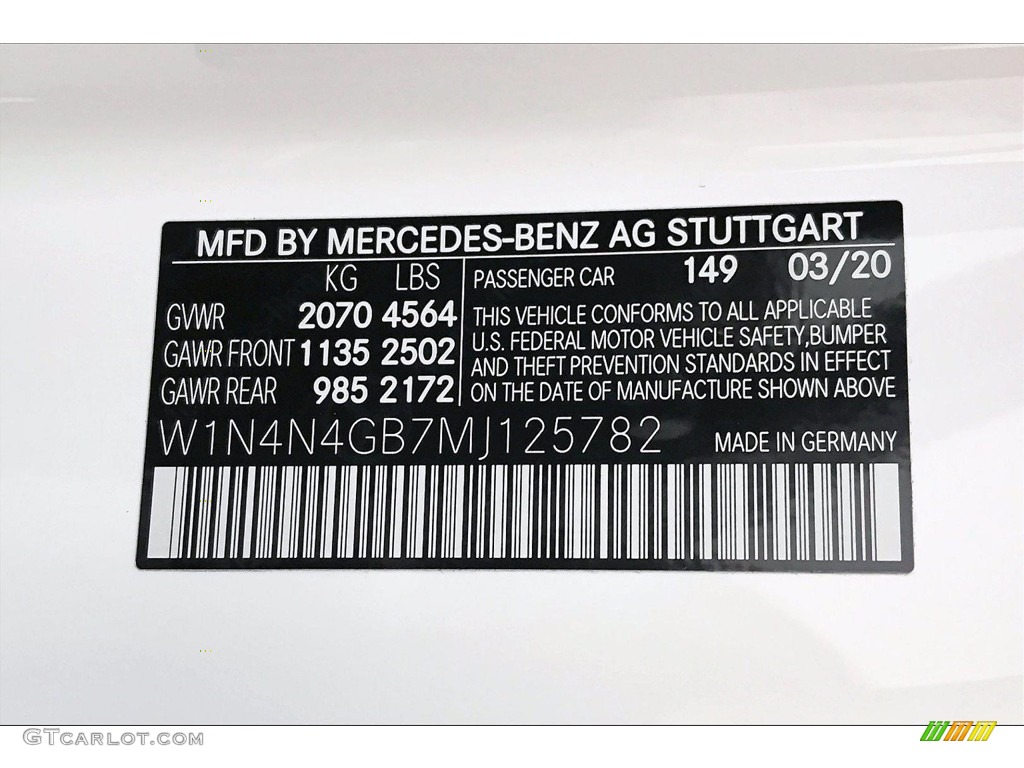 MFD BY MERCEDES-BENZ AG STUTTGART
KG LBS
GVWR 2070 4564
GAWR FRONT 1135 2502
GAWR REAR 985 2172
PASSENGER CAR 149 03/20
THIS VEHICLE CONFORMS TO ALL APPLICABLE
U.S. FEDERAL MOTOR VEHICLE SAFETY,BUMPER
AND THEFT PREVENTION STANDARDS IN EFFECT
ON THE DATE OF MANUFACTURE SHOWN ABOVE
W1N4N4GB7MJ125782 MADE IN GERMANY
GTcarlot.com